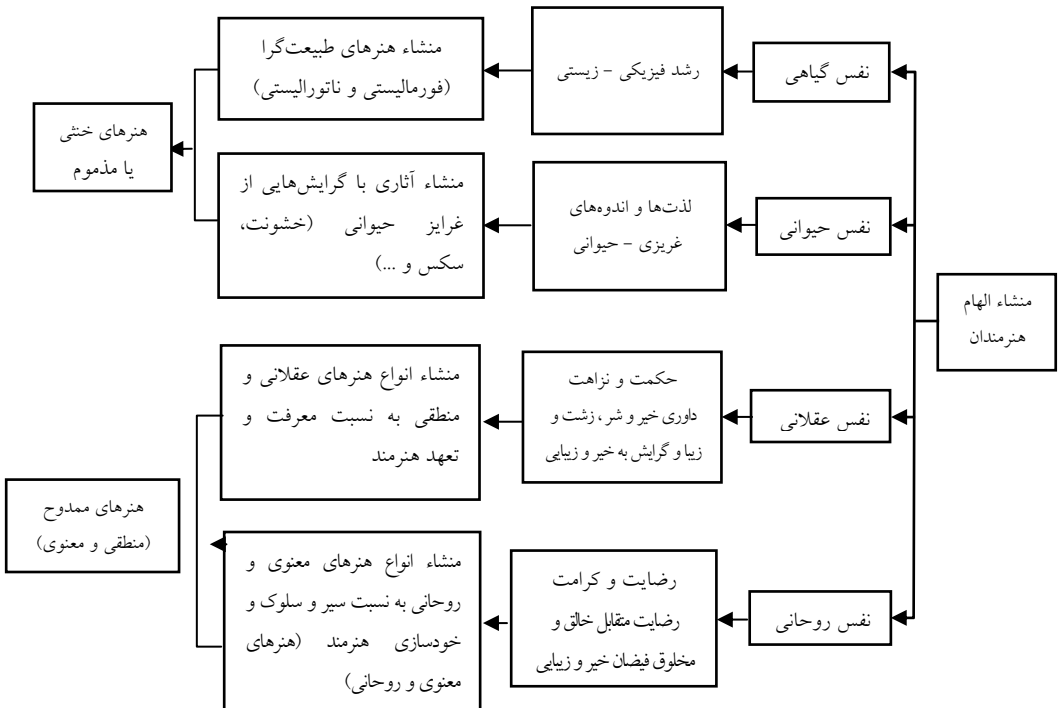 منشاء الهام
هنرمندان
نفس گیاهی
رشد فیزیکی - زیستی
منشاء هنرهای طبیعت‌گرا
(فورمالیستی و ناتورالیستی)
نفس حیوانی
لذت‌ها و اندوه‌های
غریزی - حیوانی
منشاء آثاری با گرایش‌هایی از
غرایز حیوانی (خشونت،
سکس و ...)
هنرهای خنثی
یا مذموم
نفس عقلانی
حکمت و نزاهت
داوری خیر و شر، زشت و
زیبا و گرایش به خیر و زیبایی
منشاء انواع هنرهای عقلانی و
منطقی به نسبت معرفت و
تعهد هنرمند
نفس روحانی
رضایت و کرامت
رضایت متقابل خالق و
مخلوق فیضان خیر و زیبایی
منشاء انواع هنرهای معنوی و
روحانی به نسبت سیر و سلوک و
خودسازی هنرمند (هنرهای
معنوی و روحانی)
هنرهای ممدوح
(منطقی و معنوی)